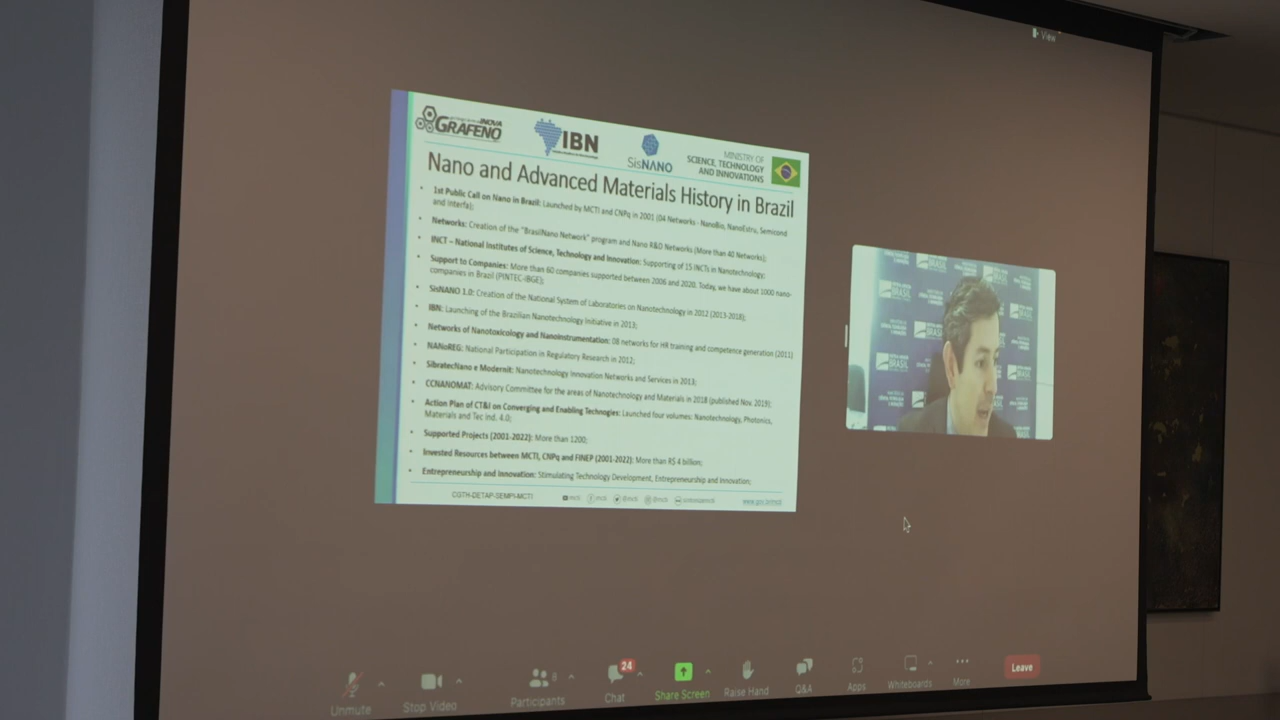 View
INOVA
GRAFENO
IBN
SisNANO
MINISTRY OF
SCIENCE, TECHNOLOGY
AND INNOVATIONS
Nano and Advanced Materials History in Brazil
• 1st Public Call on Nano in Brazil: Launched by MCTI and CNPq in 2001 (04 Networks - NanoBio, NanoEstru, Semicond
and Interfa);
• Networks: Creation of the "BrasilNano Network" program and Nano R&D Networks (More than 40 Networks);
• INCT – National Institutes of Science, Technology and Innovation: Supporting of 15 INCTs in Nanotechnology;
• Support to Companies: More than 60 companies supported between 2006 and 2020. Today, we have about 1000 nano-
companies in Brazil (PINTEC-IBGE);
• SisNANO 1.0: Creation of the National System of Laboratories on Nanotechnology in 2012 (2013-2018);
• IBN: Launching of the Brazilian Nanotechnology Initiative in 2013;
• Networks of Nanotoxicology and Nanoinstrumentation: 08 networks for HR training and competence generation (2011)
• NANoREG: National Participation in Regulatory Research in 2012;
• SibratecNano e Modernit: Nanotechnology Innovation Networks and Services in 2013;
• CCNANOMAT: Advisory Committee for the areas of Nanotechnology and Materials in 2018 (published Nov. 2019);
• Action Plan of CT&I on Converging and Enabling Technogies: Launched four volumes: Nanotechnology, Photonics,
Materials and Tec Ind. 4.0;
• Supported Projects (2001-2022): More than 1200;
• Invested Resources between MCTI, CNPq and FINEP (2001-2022): More than R$ 4 billion;
• Entrepreneurship and Innovation: Stimulating Technology Development, Entrepreneurship and Innovation;
CGTH-DETAP-SEMPI-MCTI
BRASIL
BRASIL
BRASIL
Unmute
Stop Video
Participants
Chat
24
Share Screen
Raise Hand
Q&A
Apps
Whiteboards
More
Leave